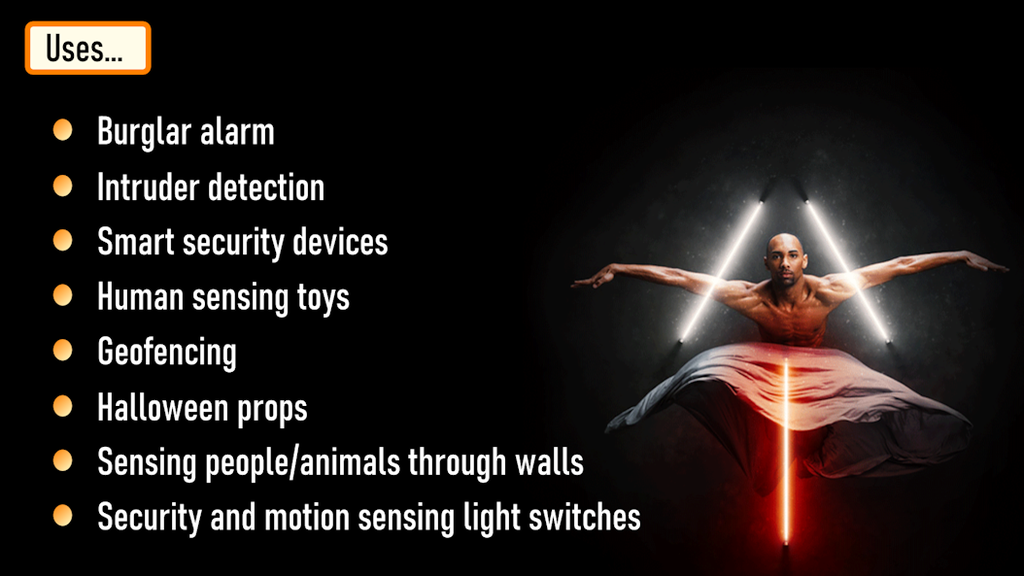 Uses...
Burglar alarm
Intruder detection
Smart security devices
Human sensing toys
Geofencing
Halloween props
Sensing people/animals through walls
Security and motion sensing light switches